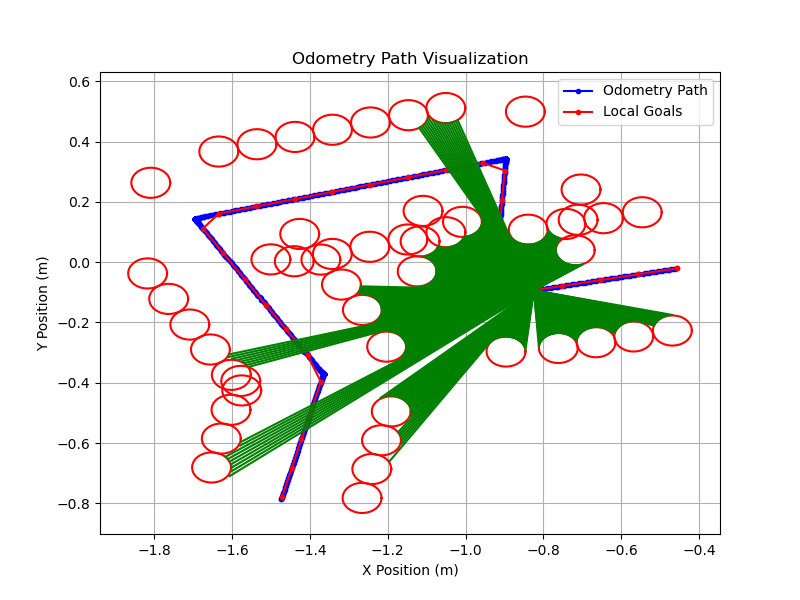 Odometry Path Visualization
Odometry Path
Local Goals
Y Position (m)
0.6
0.4
0.2
0.0
−0.2
−0.4
−0.6
−0.8
−1.8 −1.6 −1.4 −1.2 −1.0 −0.8 −0.6 −0.4
X Position (m)